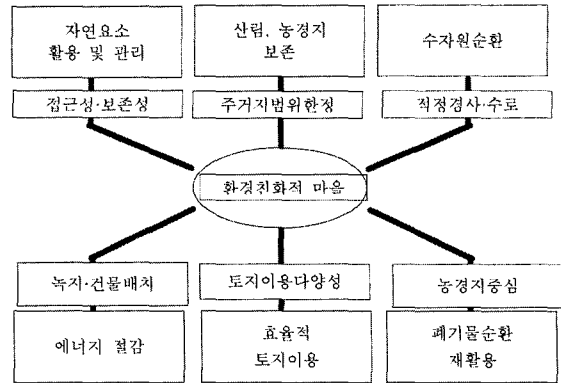 자연요소
활용 및 관리
산림, 농경지
보존
수자원순환
접근성·보존성
주거지범위한정
적정경사·수로
환경친화적 마을
녹지·건물배치
토지이용다양성
농경지중심
에너지 절감
효율적
토지이용
폐기물순환
재활용